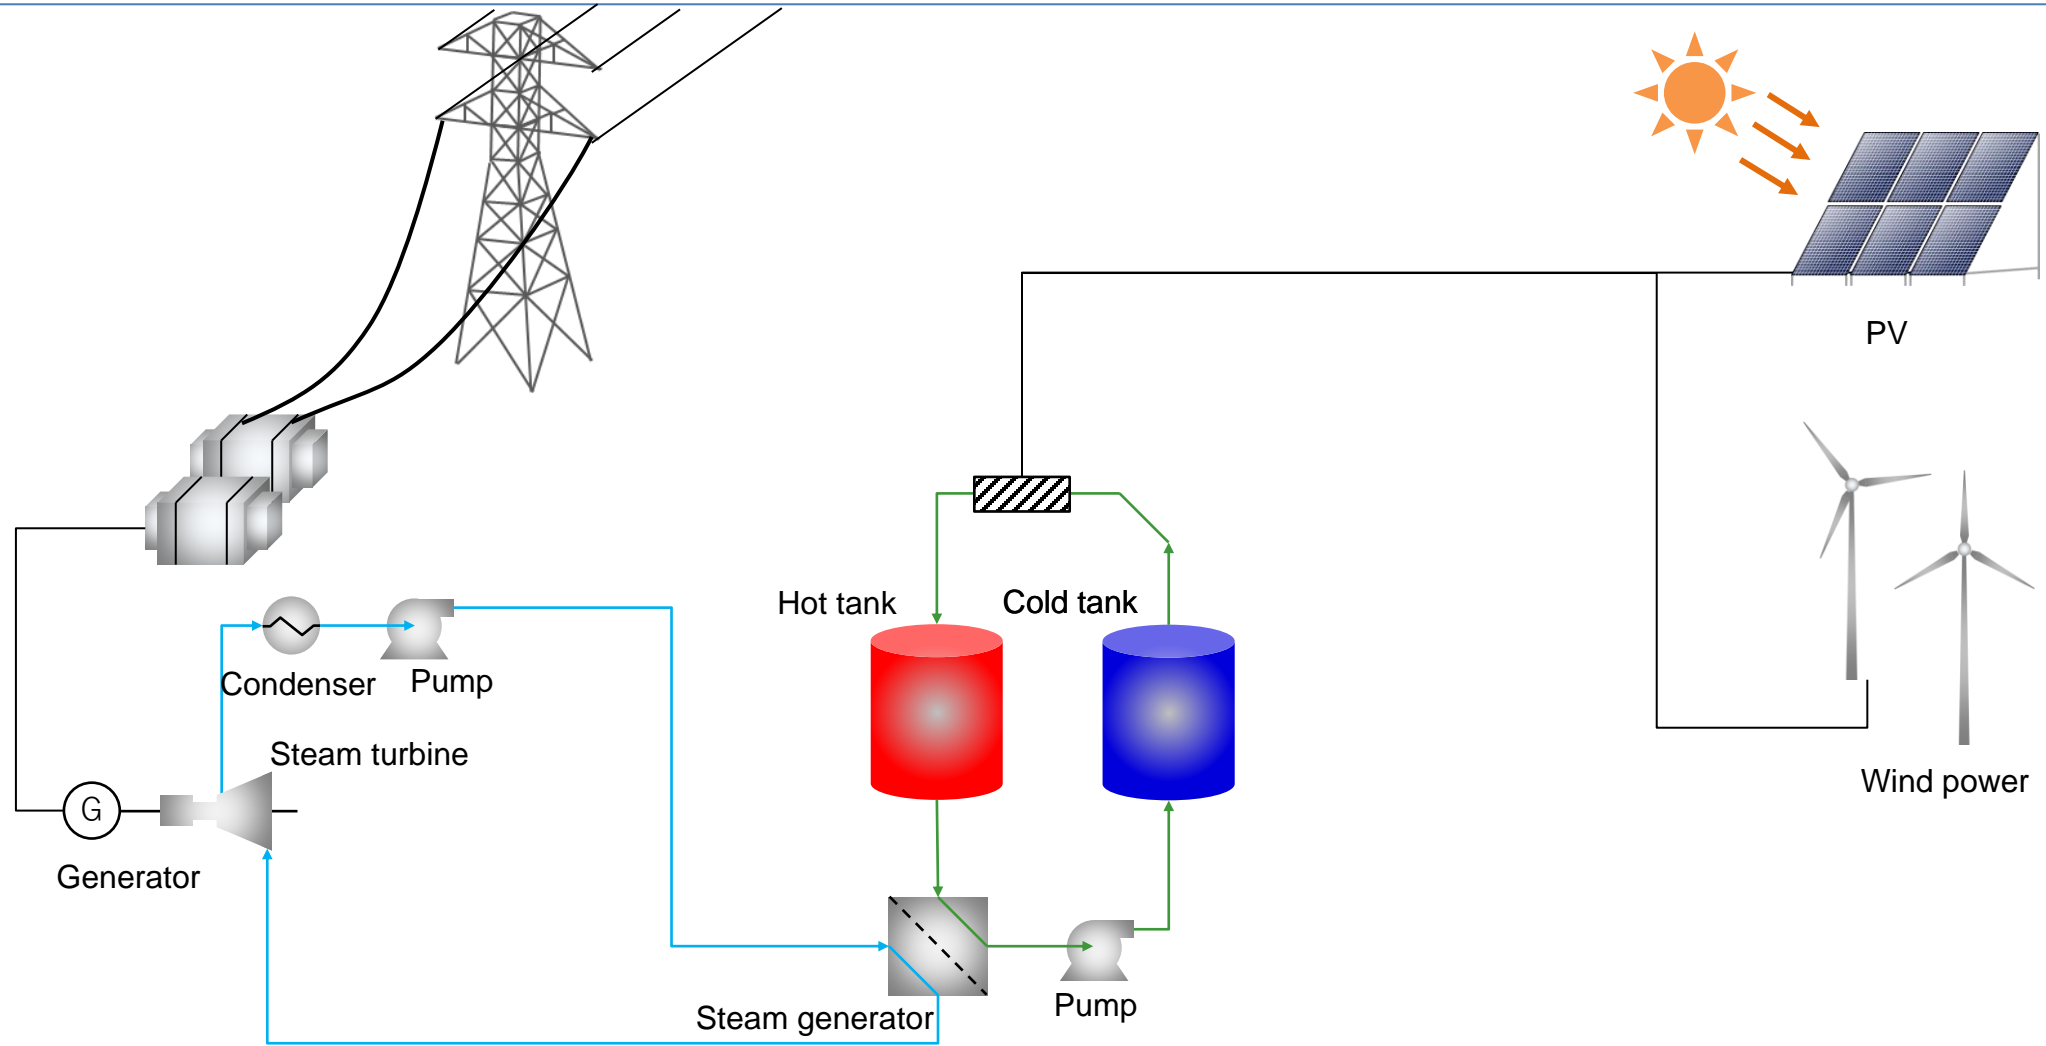 PV
Hot tank
Cold tank
Condenser
Pump
Steam turbine
Wind power
G
Generator
Steam generator
Pump